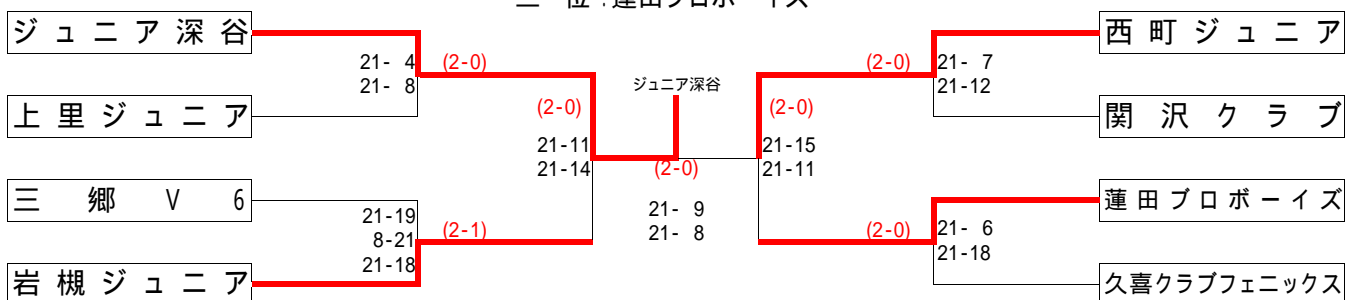 三 位 : 蓮田ブロボーイズ
ジュニア深谷
西町ジュニア
21- 4
21- 8
(2-0)
(2-0)
21- 7
21-12
上里ジュニア
関沢クラブ
ジュニア深谷
(2-0)
21-11
21-14
(2-0)
21-15
21-11
(2-0)
21- 9
21- 8
三郷V6
蓮田ブロボーイズ
21-19
8-21
21-18
(2-1)
(2-0)
21- 6
21-18
岩槻ジュニア
久喜クラブフェニックス